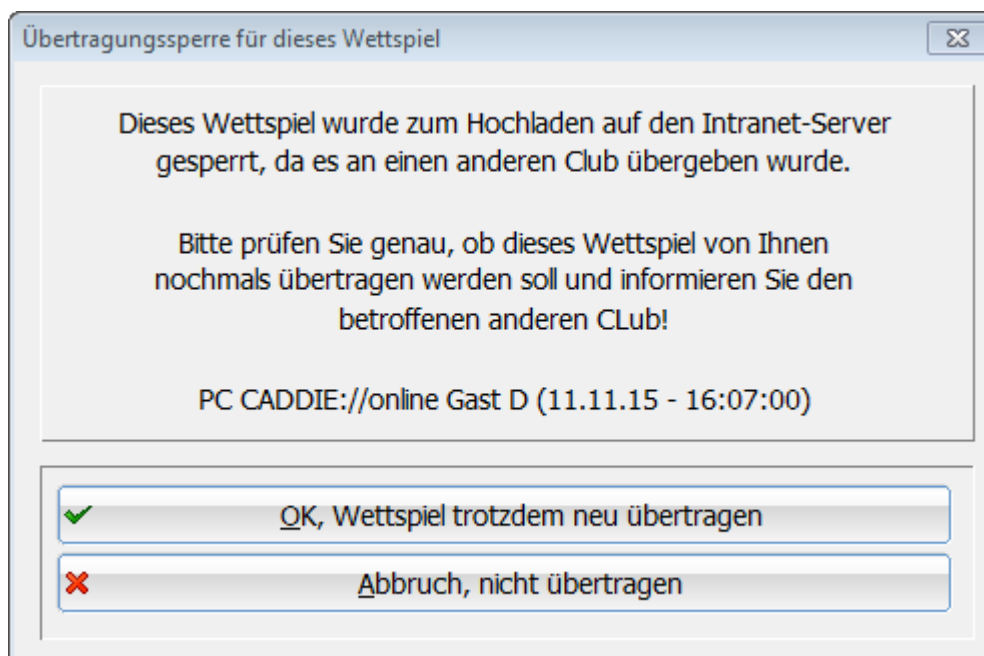 Übertragungssperre für dieses Wettspiel
Dieses Wettspiel wurde zum Hochladen auf den Intranet-Server
gesperrt, da es an einen anderen Club übergeben wurde.
Bitte prüfen Sie genau, ob dieses Wettspiel von Ihnen
nochmals übertragen werden soll und informieren Sie den
betroffenen anderen CLub!
PC CADDIE://online Gast D (11.11.15 - 16:07:00)
OK, Wettspiel trotzdem neu übertragen
Abbruch, nicht übertragen